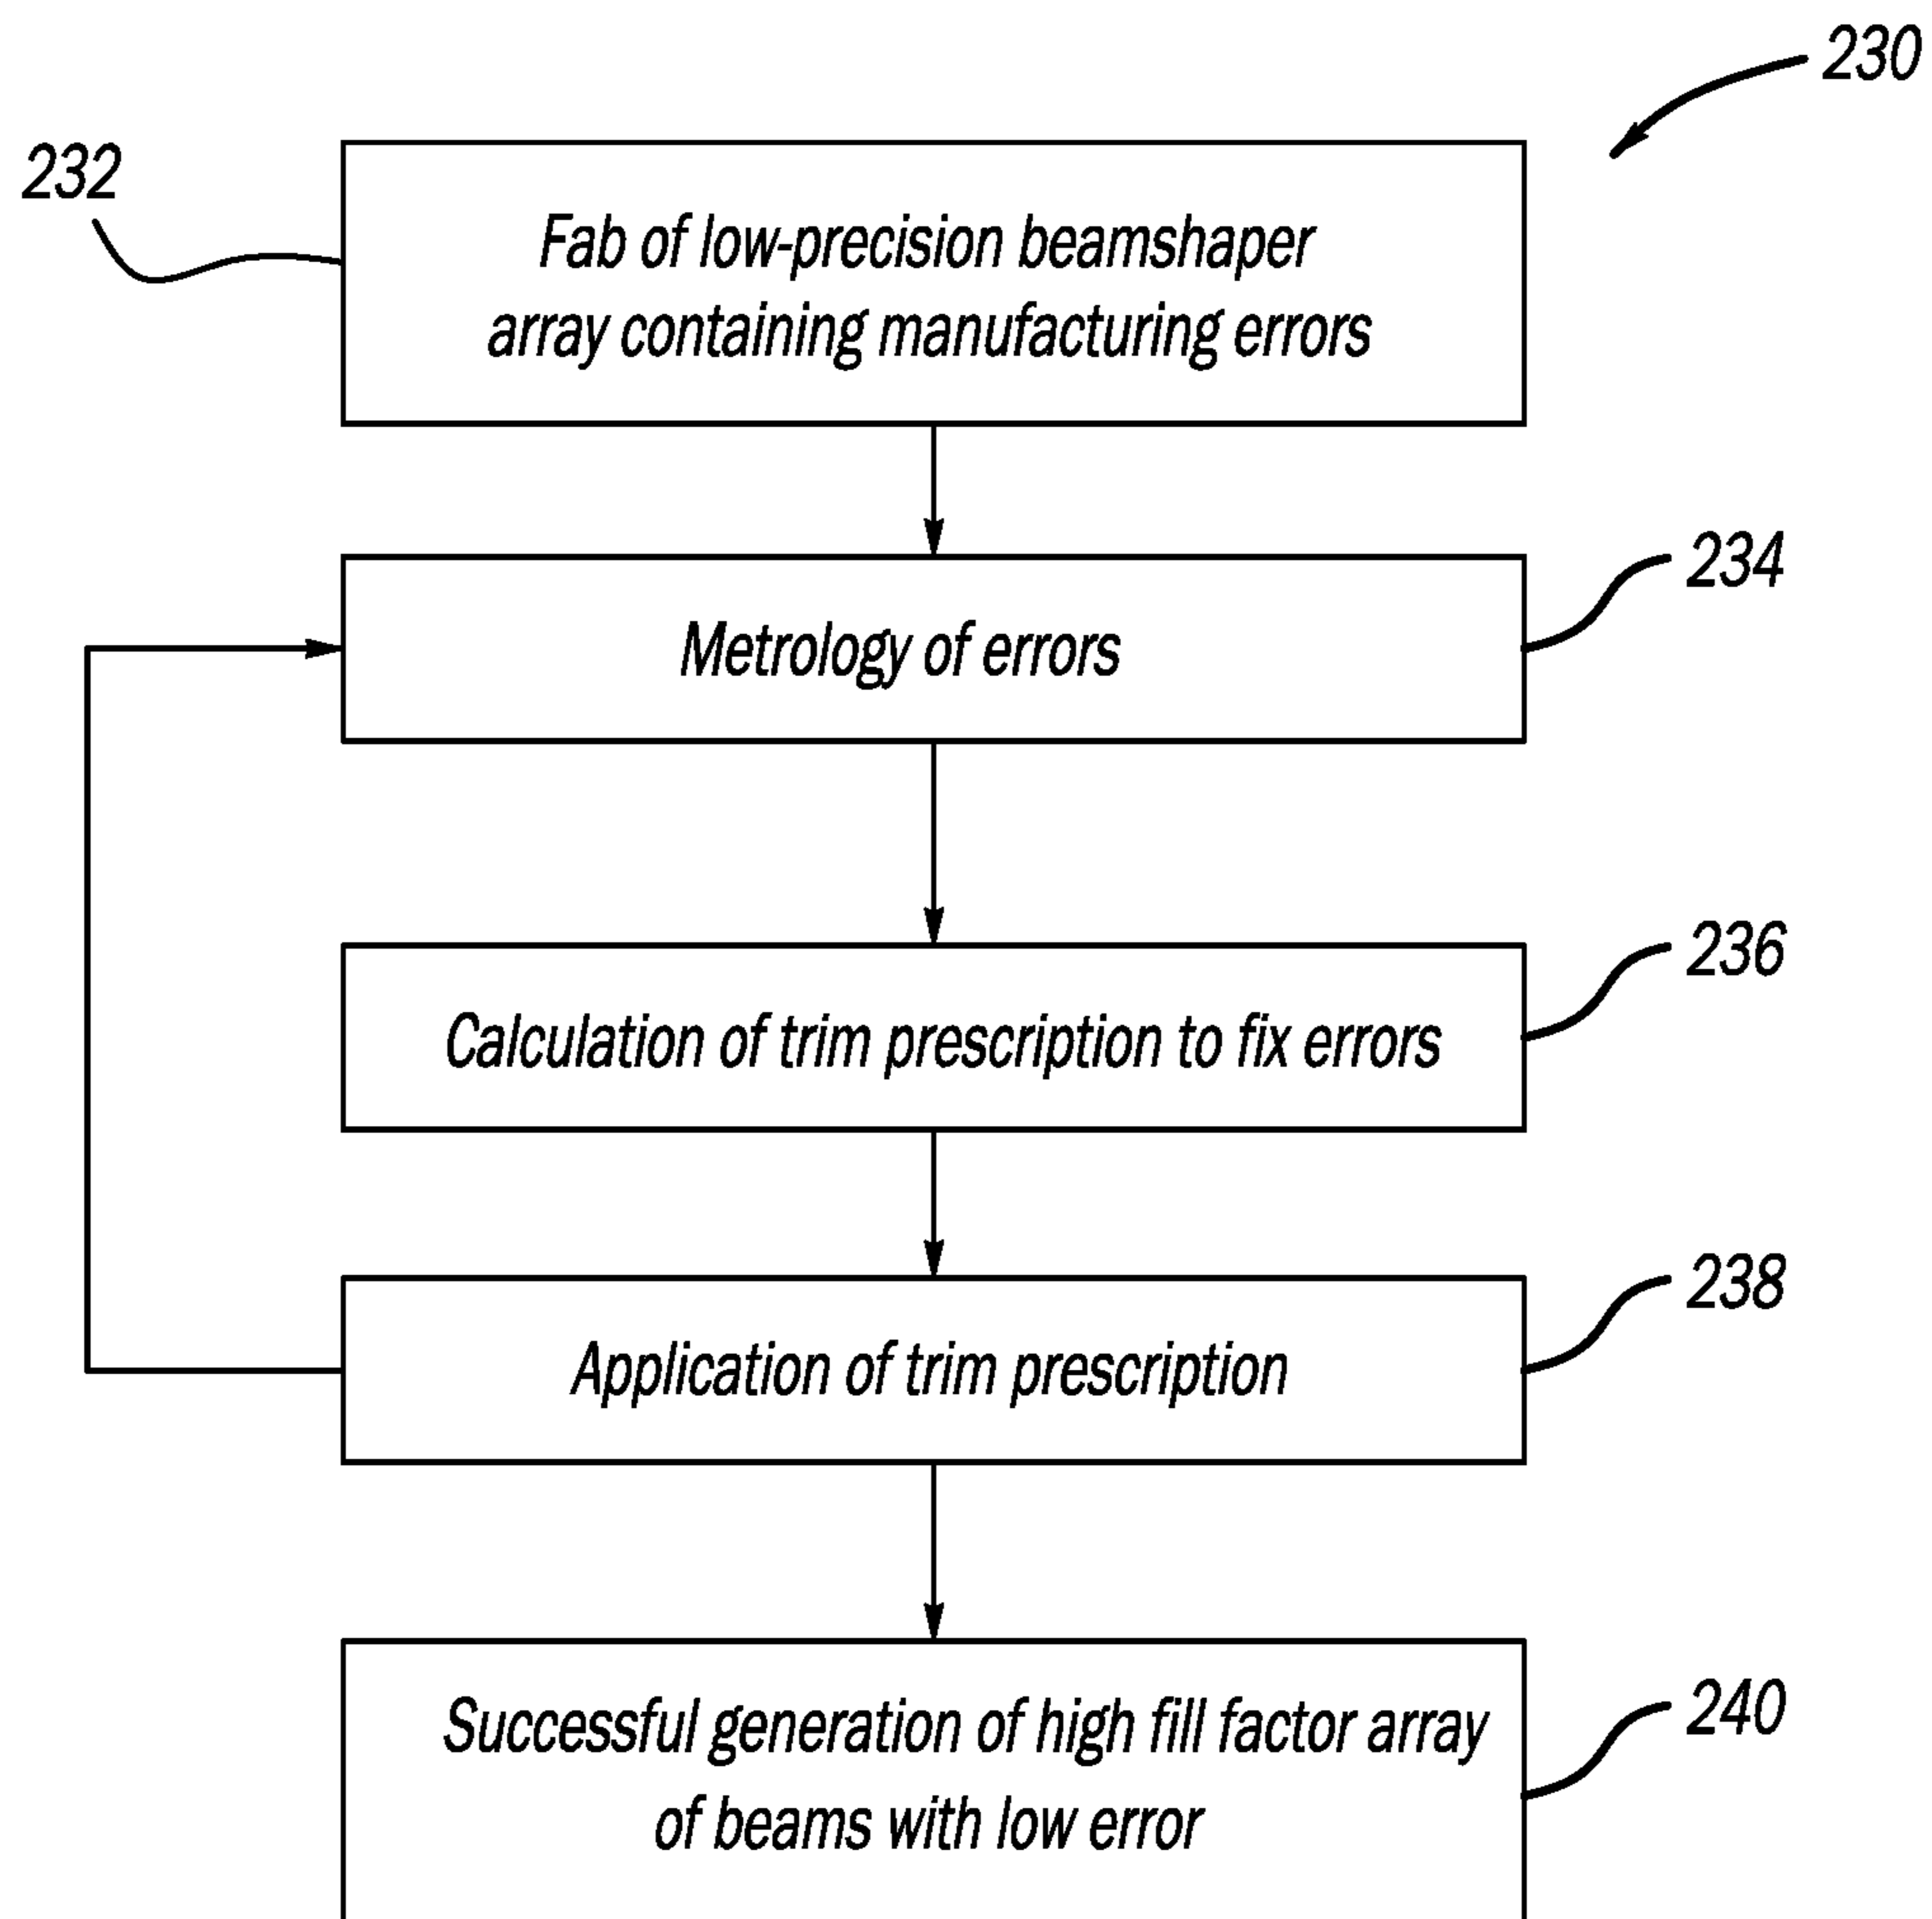 230
232
Fab of low-precision beamshaper
array containing manufacturing errors
234
Metrology of errors
236
Calculation of trim prescription to fix errors
238
Application of trim prescription
240
Successful generation of high fill factor array
of beams with low error